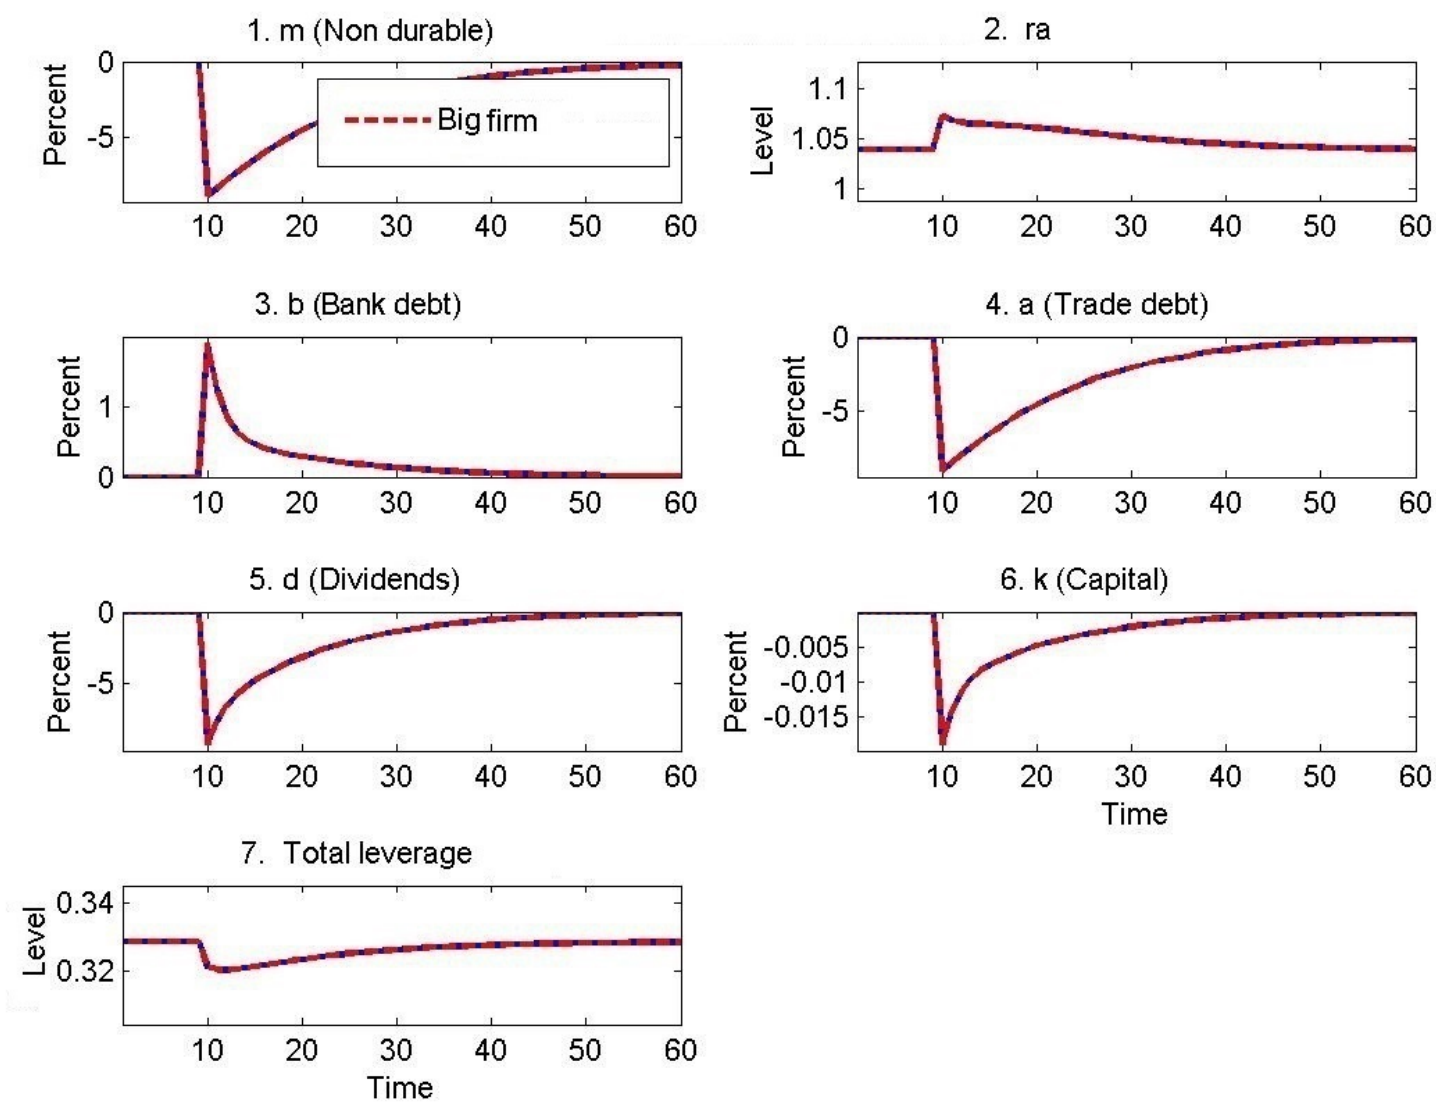 1. m (Non durable)
Percent
0
-5
Big firm
10 20 30 40 50 60
2. ra
Level
1.1
1.05
1
10 20 30 40 50 60
3. b (Bank debt)
Percent
1
0
10 20 30 40 50 60
4. a (Trade debt)
Percent
0
-5
10 20 30 40 50 60
5. d (Dividends)
Percent
0
-5
10 20 30 40 50 60
6. k (Capital)
Percent
-0.005
-0.01
-0.015
10 20 30 40 50 60
Time
7. Total leverage
Level
0.34
0.32
10 20 30 40 50 60
Time